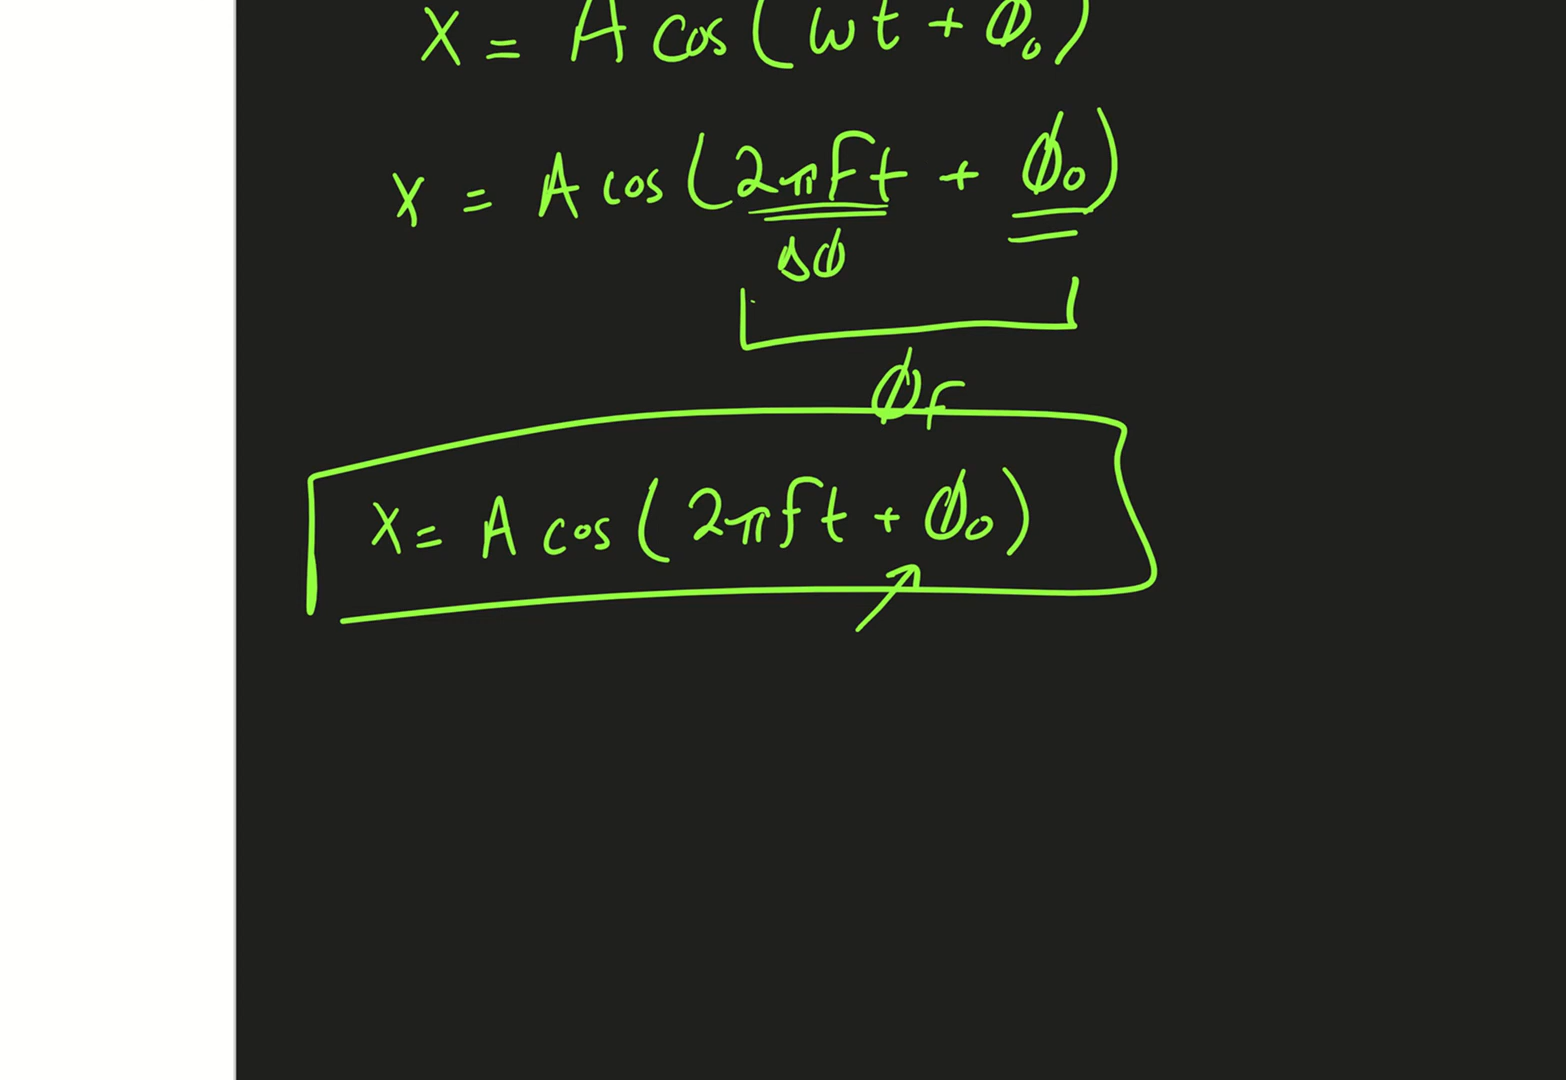 x = A cos(ωt + Φ₀)
x = A cos(2πft + Φ₀)
ΔΦ
Φf
x = A cos(2πft + Φ₀)